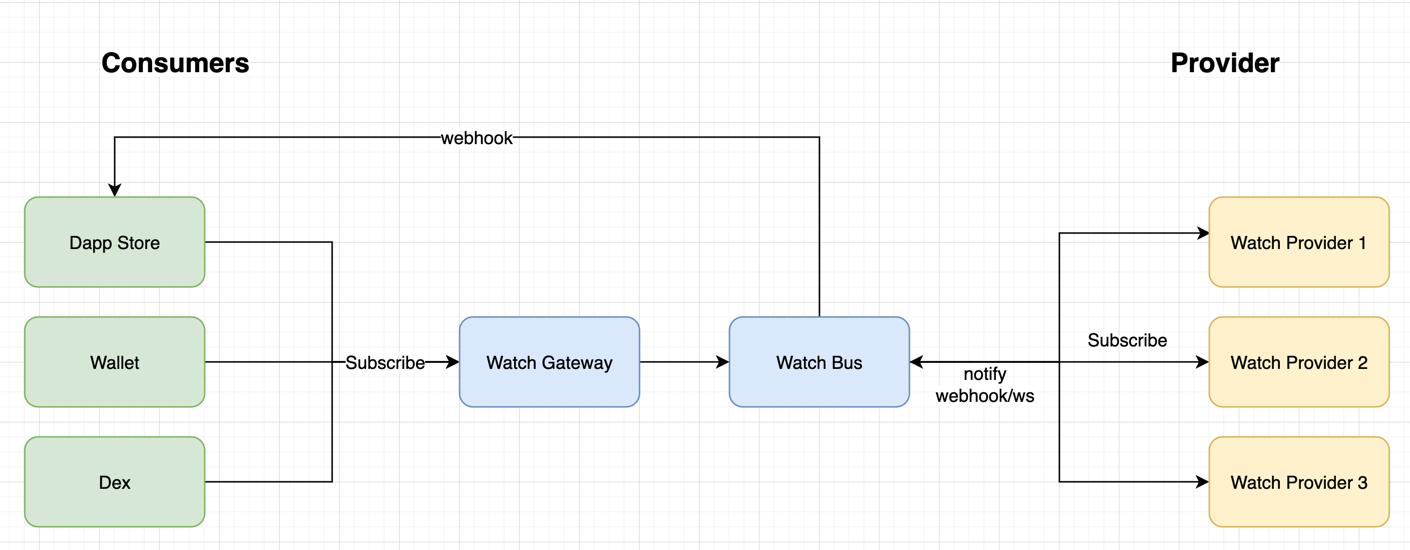 Consumers
Provider
webhook
Dapp Store
Watch Provider 1
Subscribe
Wallet
Subscribe
Watch Gateway
Watch Bus
Watch Provider 2
notify
webhook/ws
Dex
Watch Provider 3